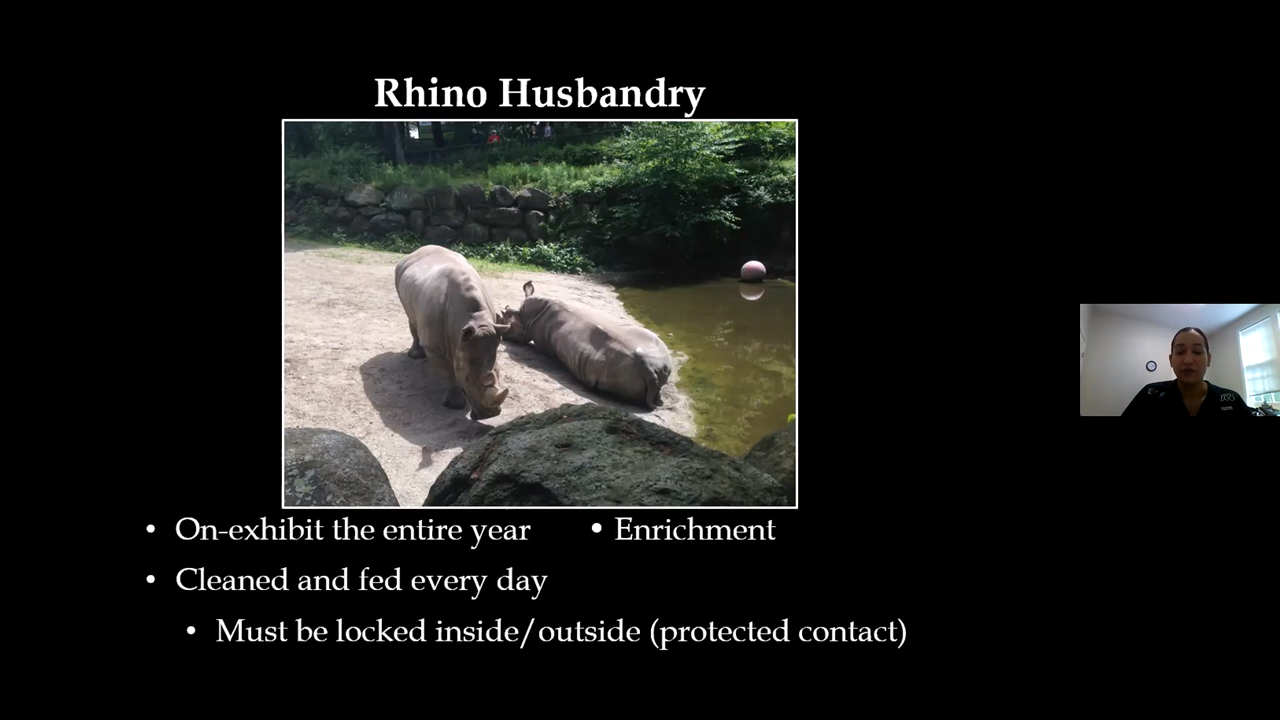 Rhino Husbandry
• On-exhibit the entire year
• Enrichment
• Cleaned and fed every day
• Must be locked inside/outside (protected contact)